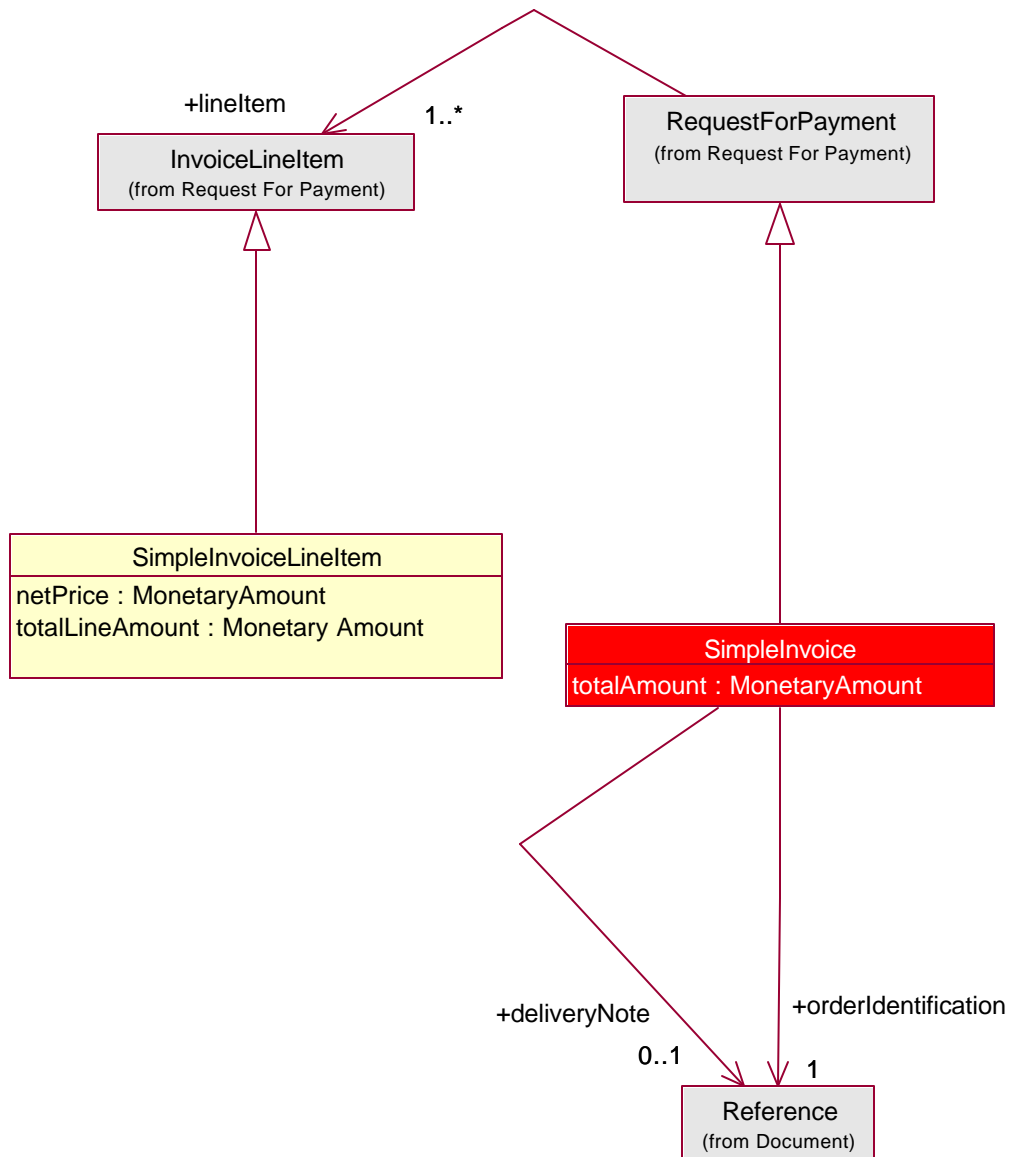 +lineItem
1..*
InvoiceLineItem
(from Request For Payment)
RequestForPayment
(from Request For Payment)
SimpleInvoiceLineItem
netPrice : MonetaryAmount
totalLineAmount : Monetary Amount
SimpleInvoice
totalAmount : MonetaryAmount
+deliveryNote
0..1
+orderIdentification
1
Reference
(from Document)